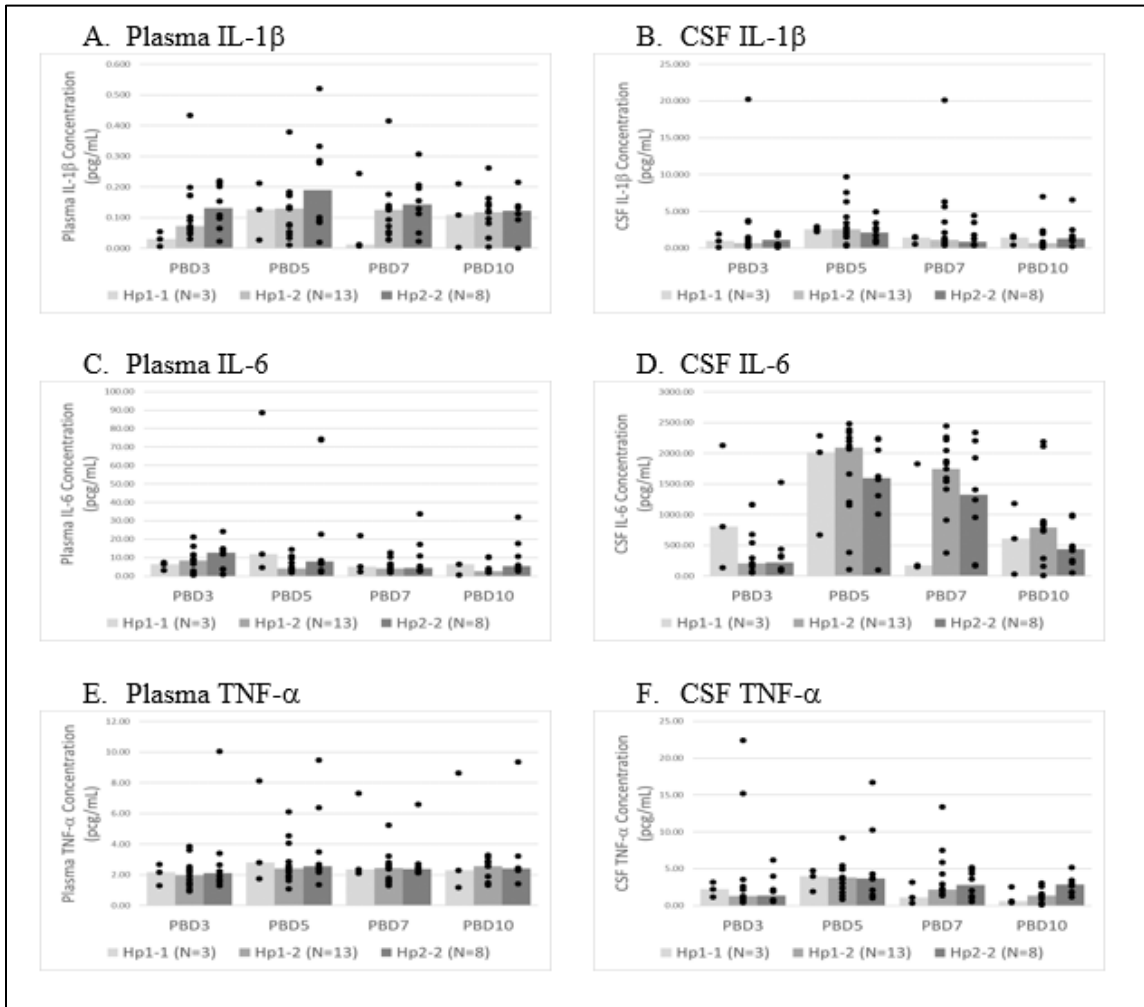 A. Plasma IL-1β
Plasma IL-1β Concentration
(pcg/mL)
0.600
0.500
0.400
0.300
0.200
0.100
0.000
PBD3 PBD5 PBD7 PBD10
Hp1-1 (N=3) Hp1-2 (N=13) Hp2-2 (N=8)
B. CSF IL-1β
CSF IL-1β Concentration
(pcg/mL)
25.000
20.000
15.000
10.000
5.000
0.000
PBD3 PBD5 PBD7 PBD10
Hp1-1 (N=3) Hp1-2 (N=13) Hp2-2 (N=8)
C. Plasma IL-6
Plasma IL-6 Concentration
(pcg/mL)
100.00
90.00
80.00
70.00
60.00
50.00
40.00
30.00
20.00
10.00
0.00
PBD3 PBD5 PBD7 PBD10
Hp1-1 (N=3) Hp1-2 (N=13) Hp2-2 (N=8)
D. CSF IL-6
CSF IL-6 Concentration
(pcg/mL)
3000.00
2500.00
2000.00
1500.00
1000.00
500.00
0.00
PBD3 PBD5 PBD7 PBD10
Hp1-1 (N=3) Hp1-2 (N=13) Hp2-2 (N=8)
E. Plasma TNF-α
Plasma TNF-α Concentration
(pcg/mL)
12.00
10.00
8.00
6.00
4.00
2.00
0.00
PBD3 PBD5 PBD7 PBD10
Hp1-1 (N=3) Hp1-2 (N=13) Hp2-2 (N=8)
F. CSF TNF-α
CSF TNF-α Concentration
(pcg/mL)
25.00
20.00
15.00
10.00
5.00
0.00
PBD3 PBD5 PBD7 PBD10
Hp1-1 (N=3) Hp1-2 (N=13) Hp2-2 (N=8)